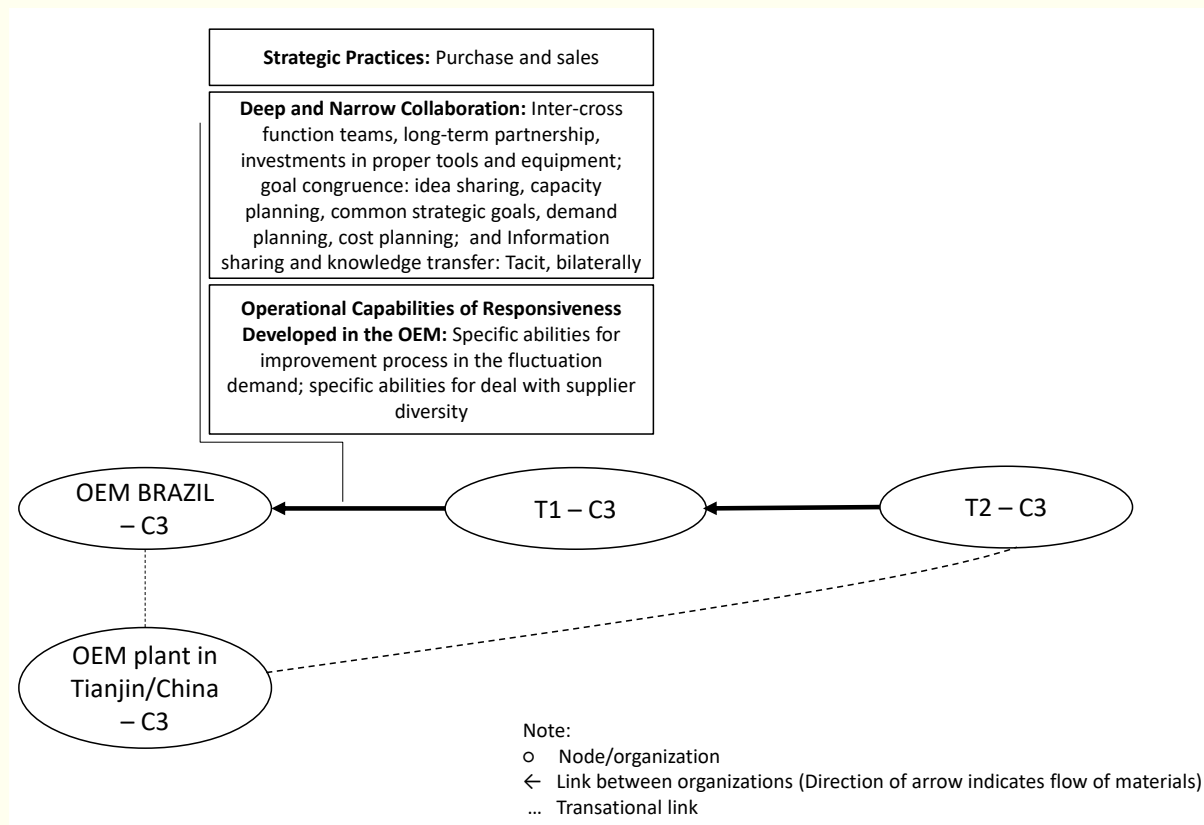 Strategic Practices: Purchase and sales
Deep and Narrow Collaboration: Inter-cross
function teams, long-term partnership,
investments in proper tools and equipment;
goal congruence: idea sharing, capacity
planning, common strategic goals, demand
planning, cost planning;  and Information
sharing and knowledge transfer: Tacit, bilaterally
Operational Capabilities of Responsiveness
Developed in the OEM: Specific abilities for
improvement process in the fluctuation
demand; specific abilities for deal with supplier
diversity
OEM BRAZIL
– C3
T1 – C3
T2 – C3
OEM plant in
Tianjin/China
– C3
Note:
○ Node/organization
← Link between organizations (Direction of arrow indicates flow of materials)
... Transational link